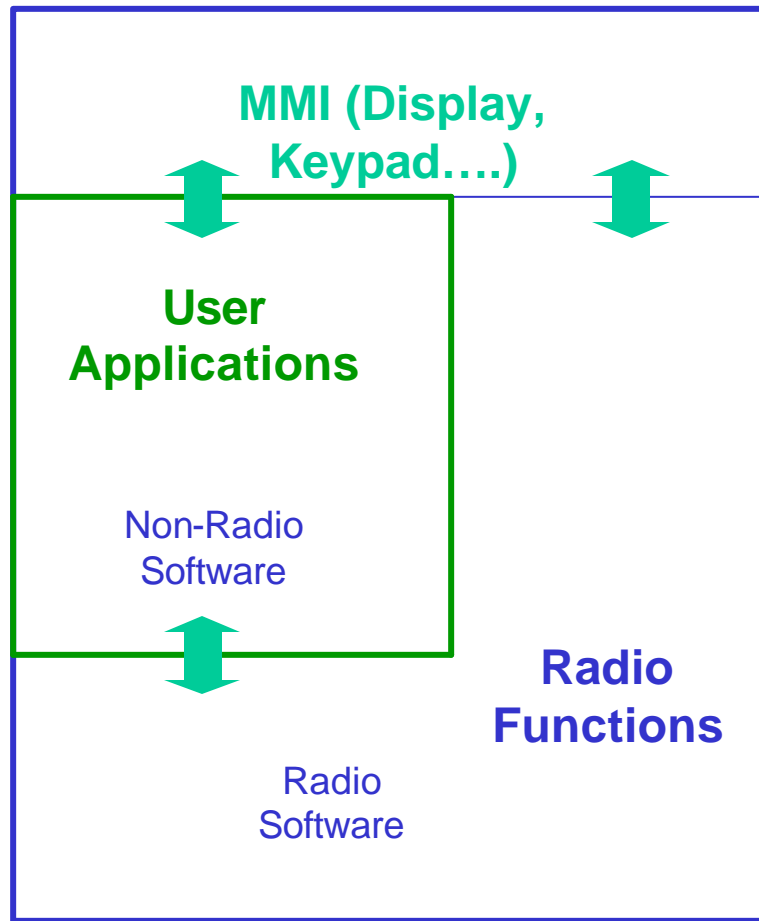 MMI (Display,
Keypad….)
User
Applications
Non-Radio
Software
Radio
Functions
Radio
Software